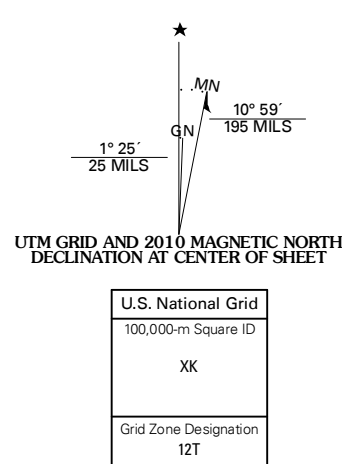 ★
MN
GN
10° 59´
195 MILS
1° 25´
25 MILS
UTM GRID AND 2010 MAGNETIC NORTH
DECLINATION AT CENTER OF SHEET
U.S. National Grid
100,000-m Square ID
XK
Grid Zone Designation
12T